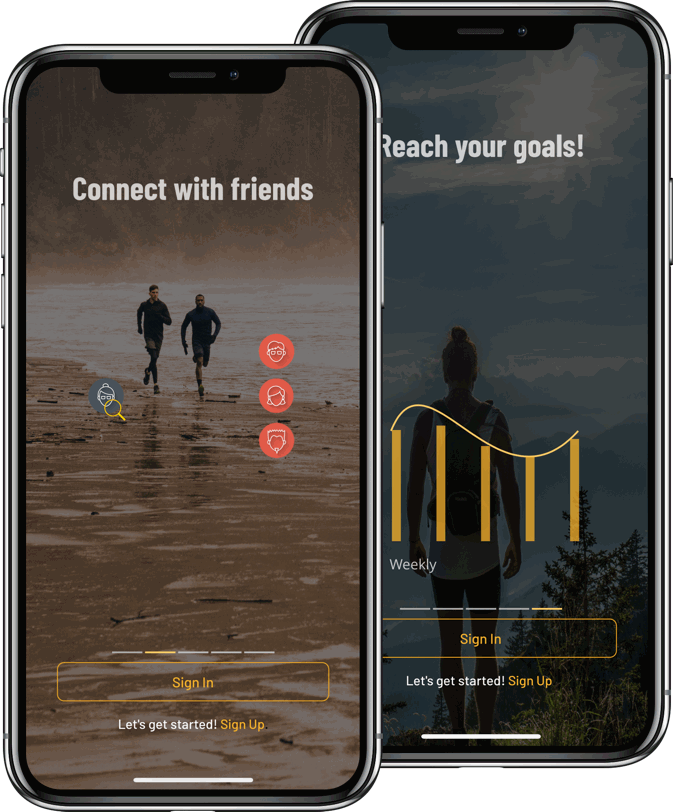 Connect with friends
Sign In
Let's get started! Sign Up.
Reach your goals!
Weekly
Sign In
Let's get started! Sign Up